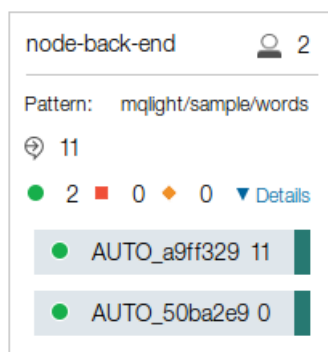 node-back-end 2
Pattern: mqlight/sample/words
11
2 0 0 Details
AUTO_a9ff329 11
AUTO_50ba2e9 0